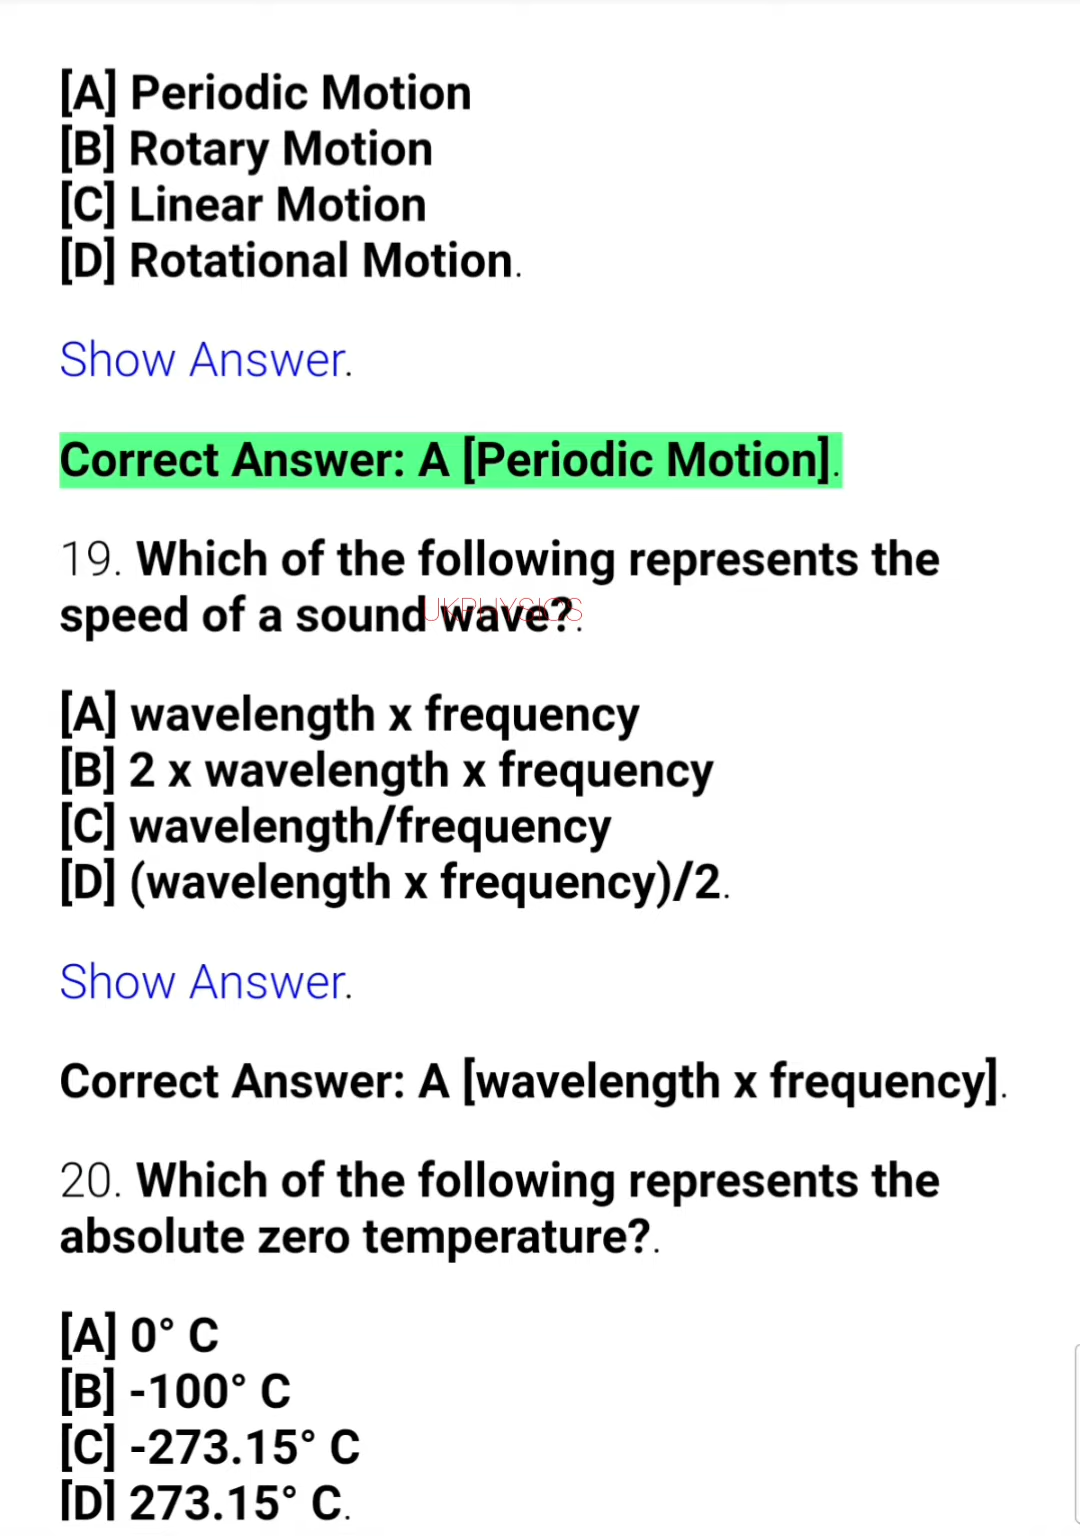 [A] Periodic Motion
[B] Rotary Motion
[C] Linear Motion
[D] Rotational Motion.
Show Answer.
Correct Answer: A [Periodic Motion].
19. Which of the following represents the
speed of a sound wave?.
UKPHYSICS
[A] wavelength x frequency
[B] 2 x wavelength x frequency
[C] wavelength/frequency
[D] (wavelength x frequency)/2.
Show Answer.
Correct Answer: A [wavelength x frequency].
20. Which of the following represents the
absolute zero temperature?.
[A] 0° C
[B] -100° C
[C] -273.15° C
[D] 273.15° C.